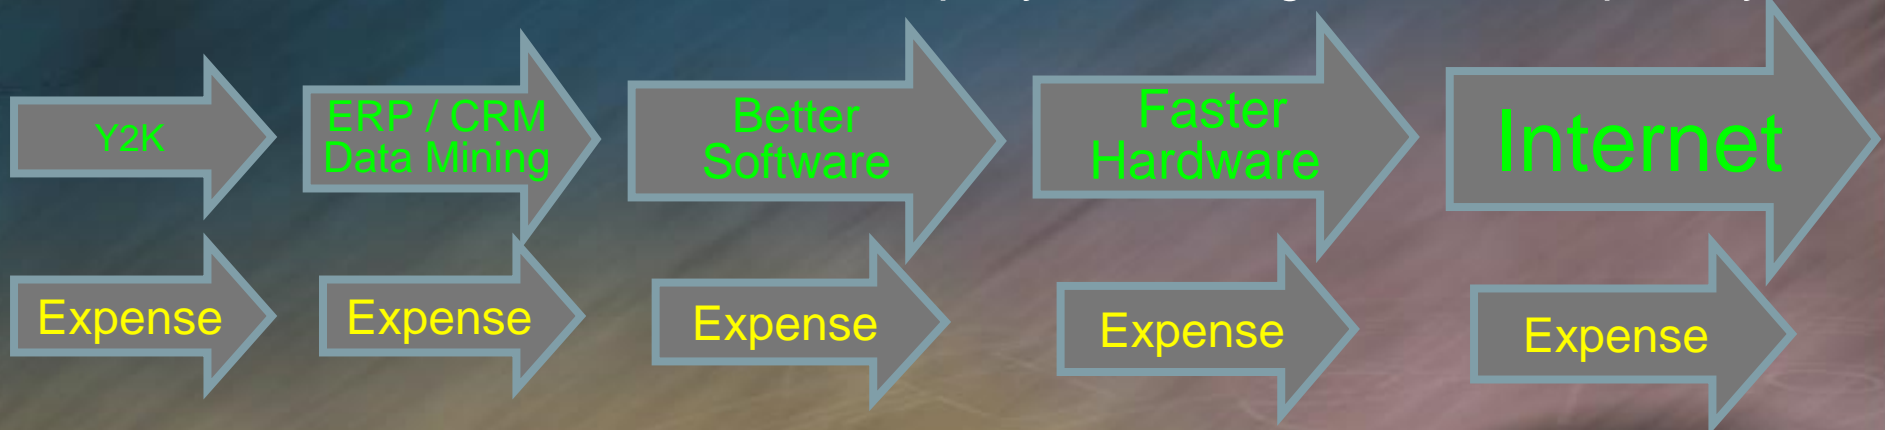 Y2K
ERP / CRM
Data Mining
Better
Software
Faster
Hardware
Internet
Expense
Expense
Expense
Expense
Expense